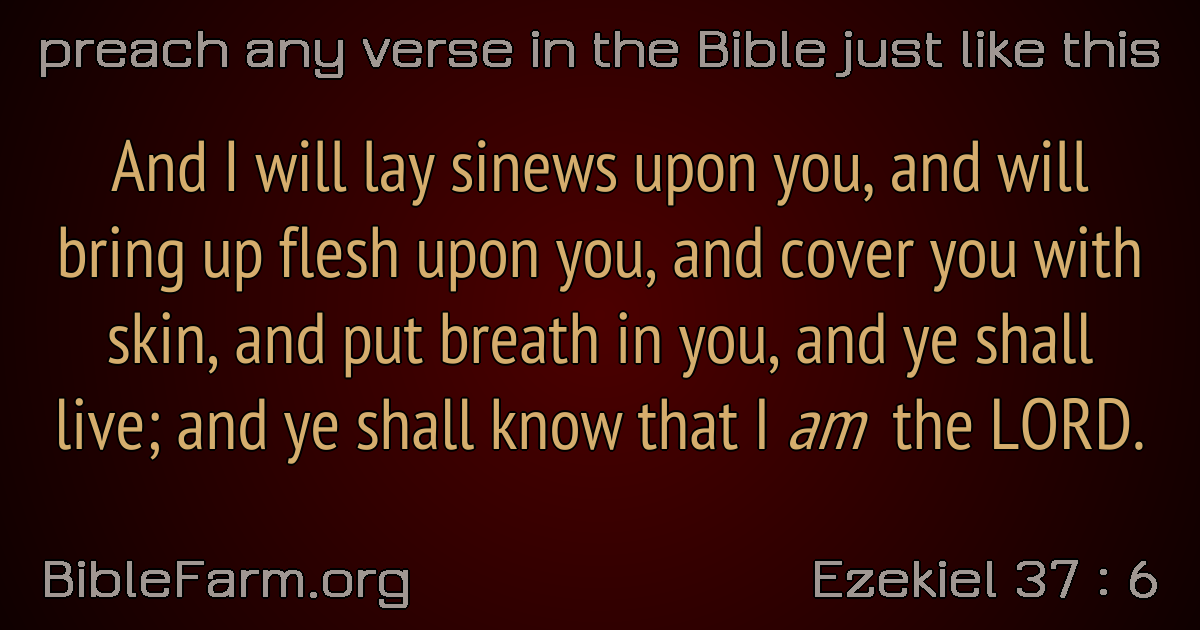 preach any verse in the Bible just like this
And I will lay sinews upon you, and will
bring up flesh upon you, and cover you with
skin, and put breath in you, and ye shall
live; and ye shall know that I am the LORD.
BibleFarm.org
Ezekiel 37 : 6